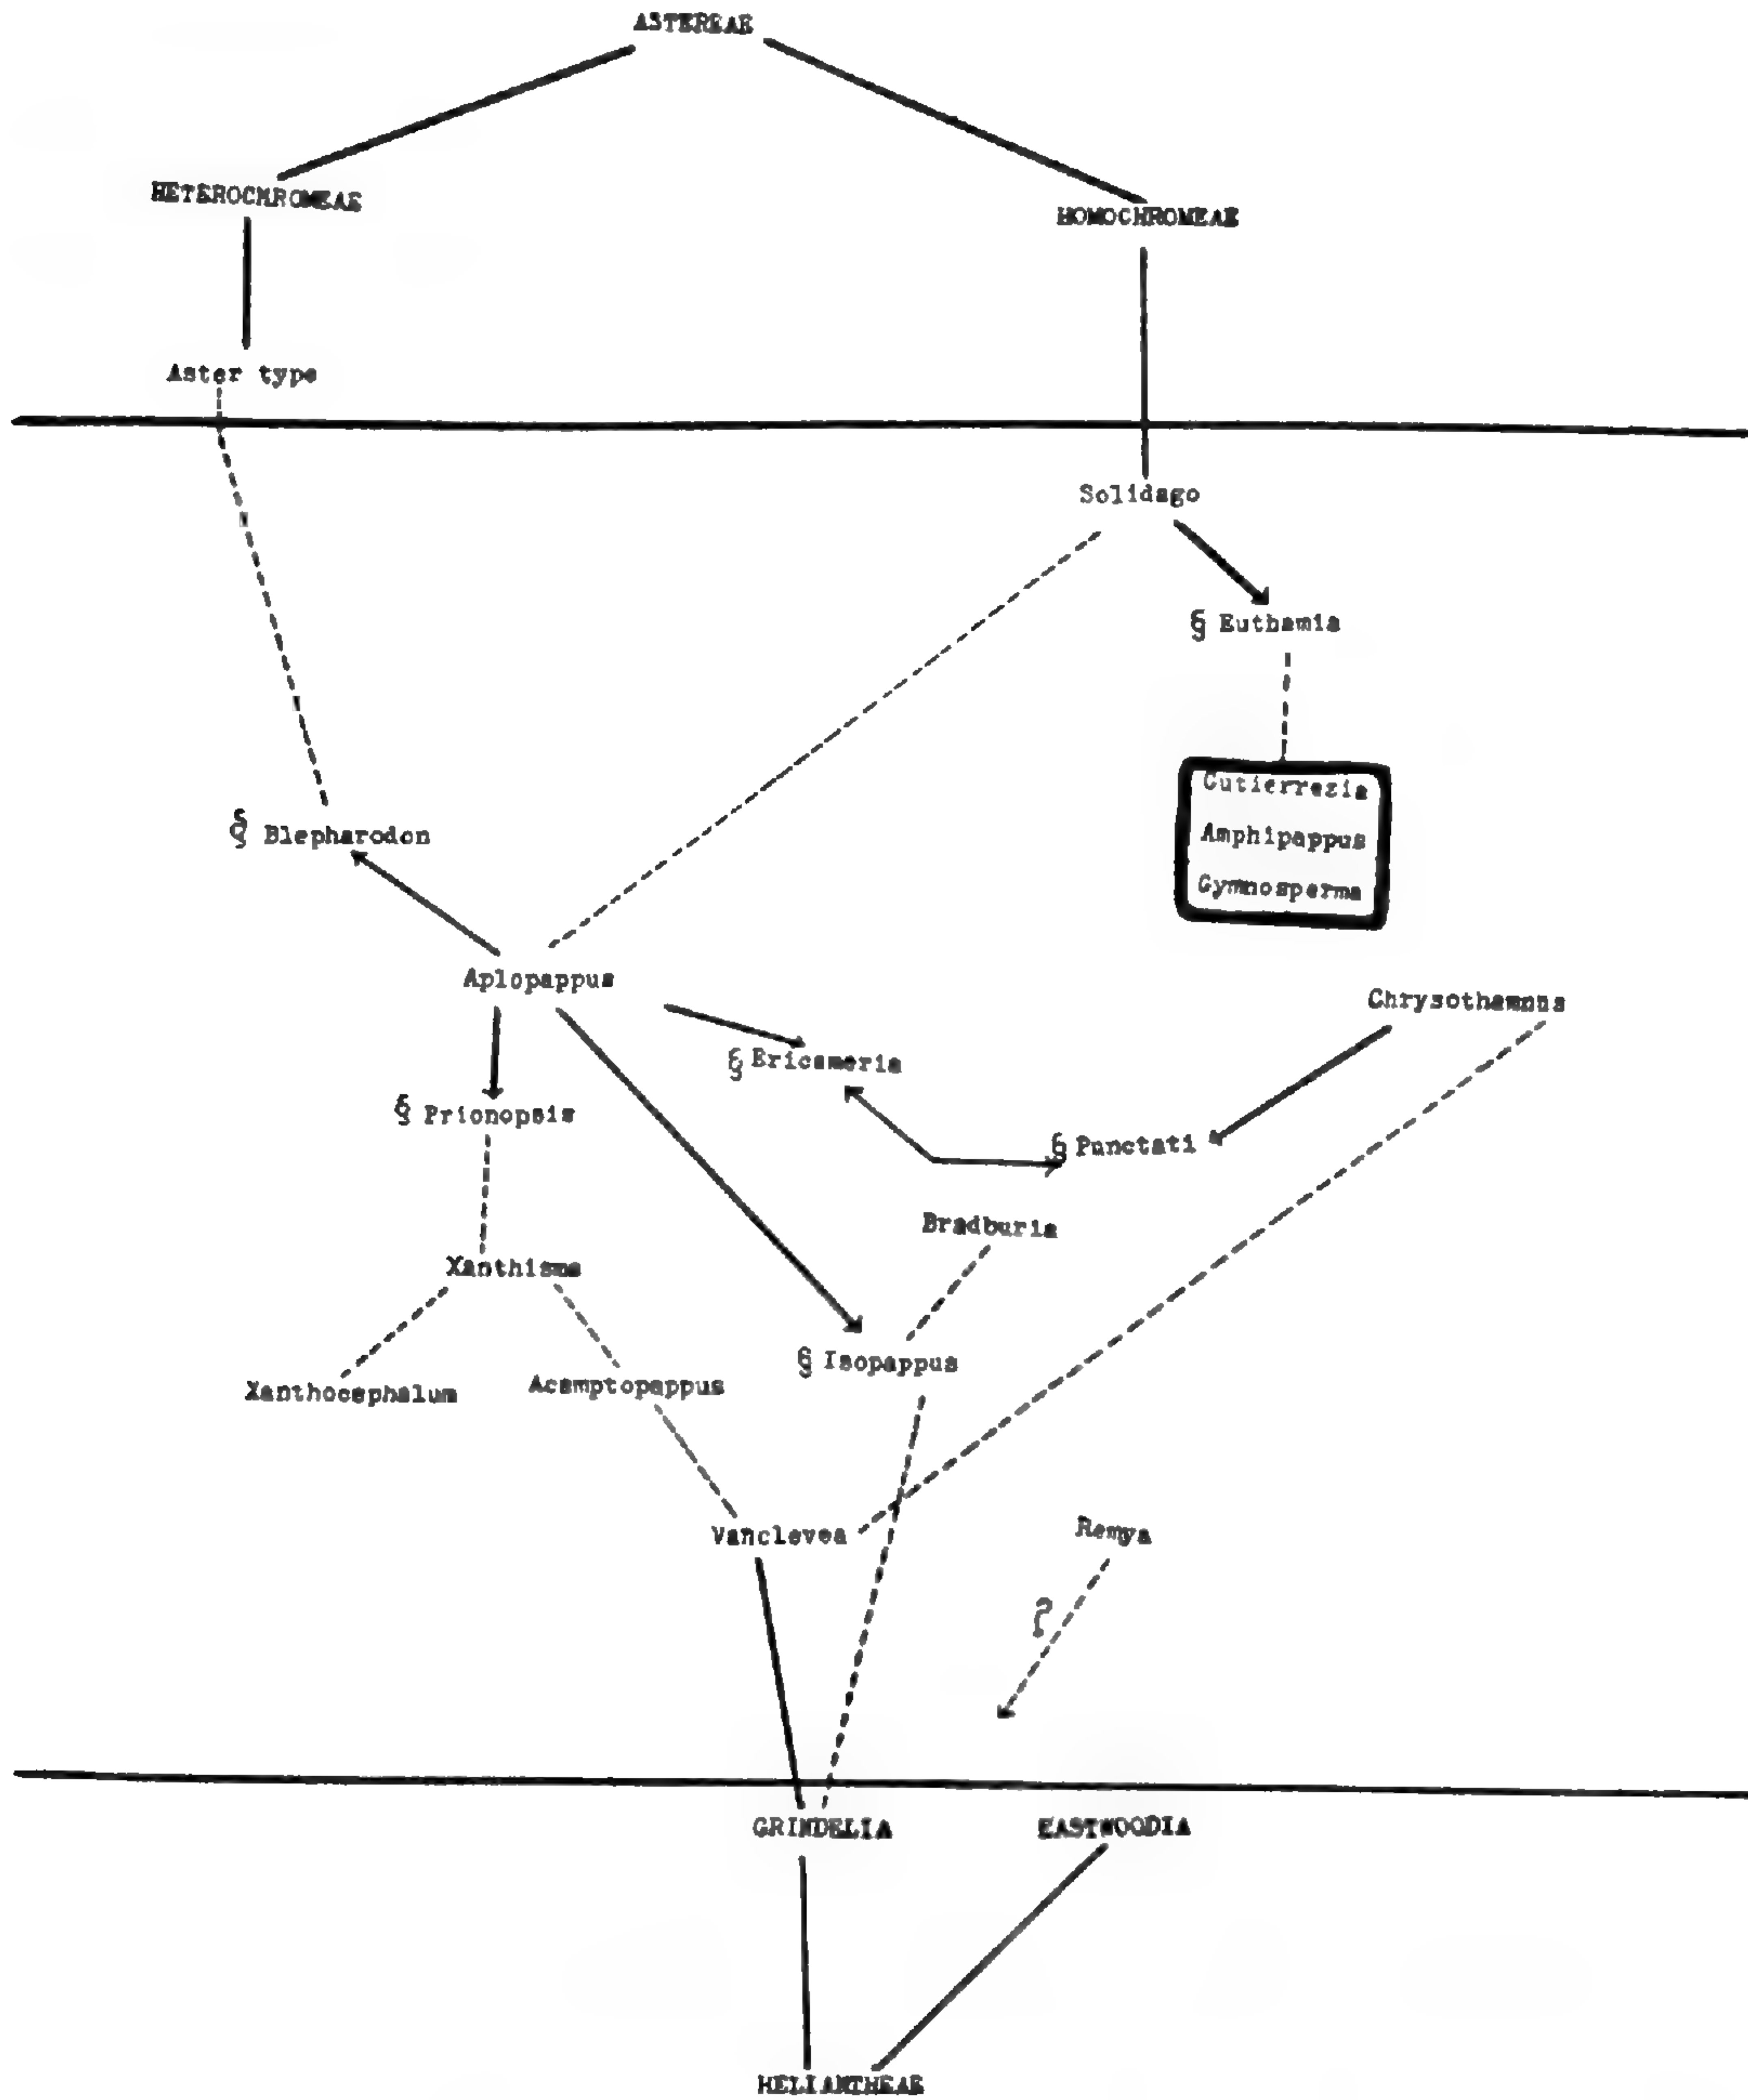 ASTEREAE
HETEROCHROMEAE
HOMOCHROMEAE
Aster type
Solidago
§ Euthamia
Gutierrezia
§ Blepharodon
Amphipappus
Gymnosperma
Aplopappus
Chrysothamnus
§ Ericameria
§ Prionopsis
§ Punctati
Bradburia
Xanthisma
§ Isopappus
Xanthocephalum
Acamptopappus
Vanclevea
Remya
?
GRINDELIA
EASTWOODIA
HELIANTHEAE